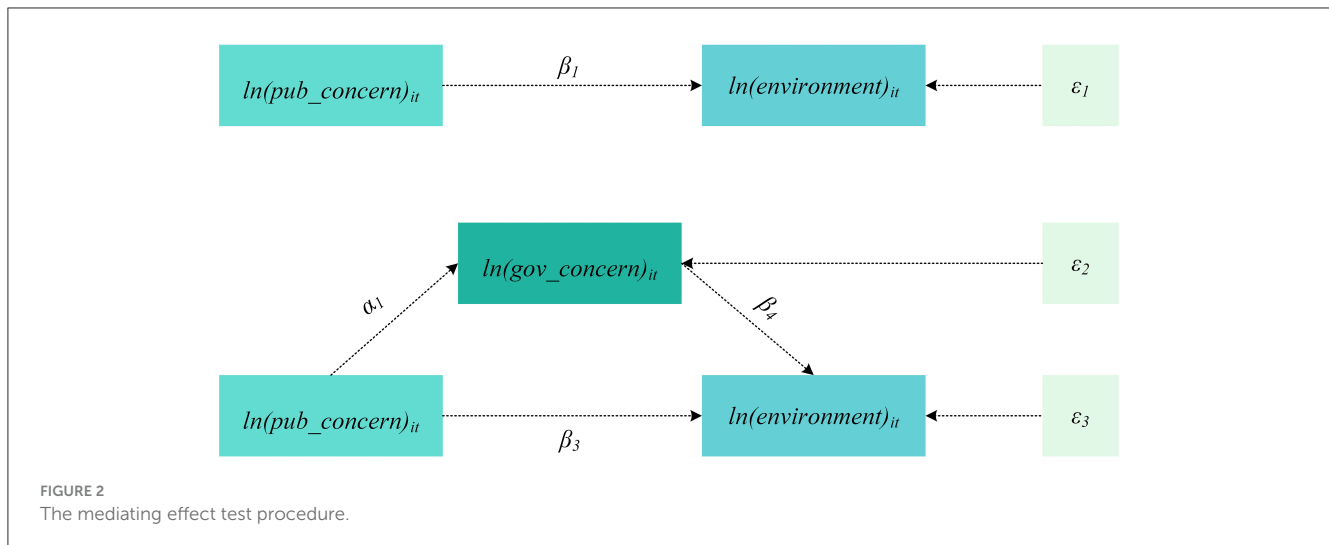 β₁
ln(pub_concern)ᵢₜ
ln(environment)ᵢₜ
ε₁
ln(gov_concern)ᵢₜ
ε₂
α₁
β₄
ln(pub_concern)ᵢₜ
ln(environment)ᵢₜ
ε₃
β₃
FIGURE 2
The mediating effect test procedure.